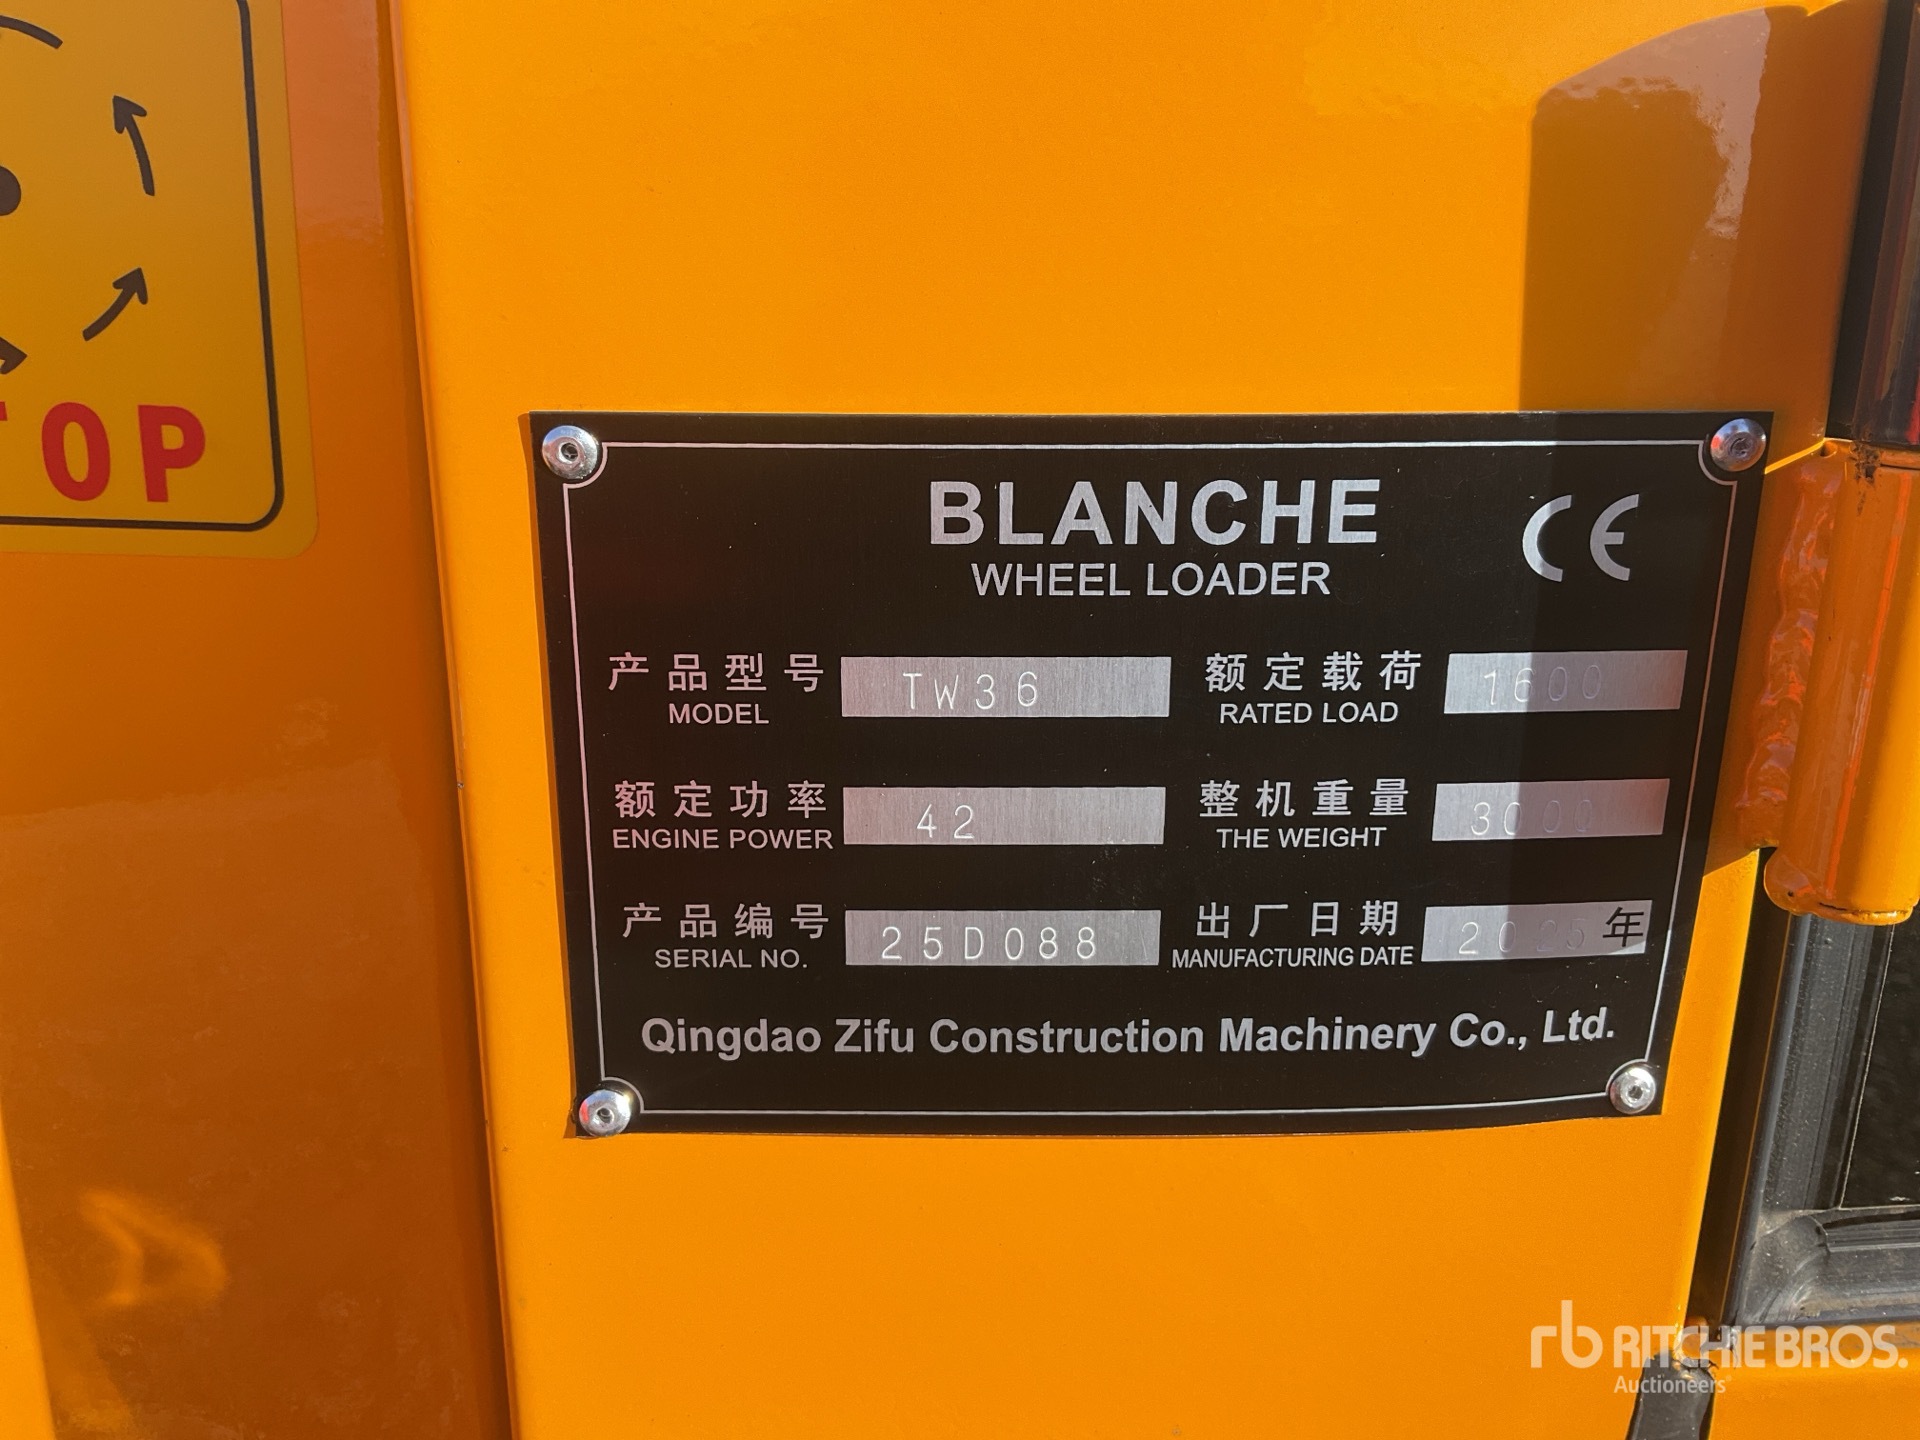 TOP
BLANCHE
CE
WHEEL LOADER
产品型号 TW36 额定载荷 1600
MODEL RATED LOAD
额定功率 42 整机重量 3000
ENGINE POWER THE WEIGHT
产品编号 25D088 出厂日期 2025年
SERIAL NO. MANUFACTURING DATE
Qingdao Zifu Construction Machinery Co., Ltd.
rb RITCHIE BROS.
Auctioneers